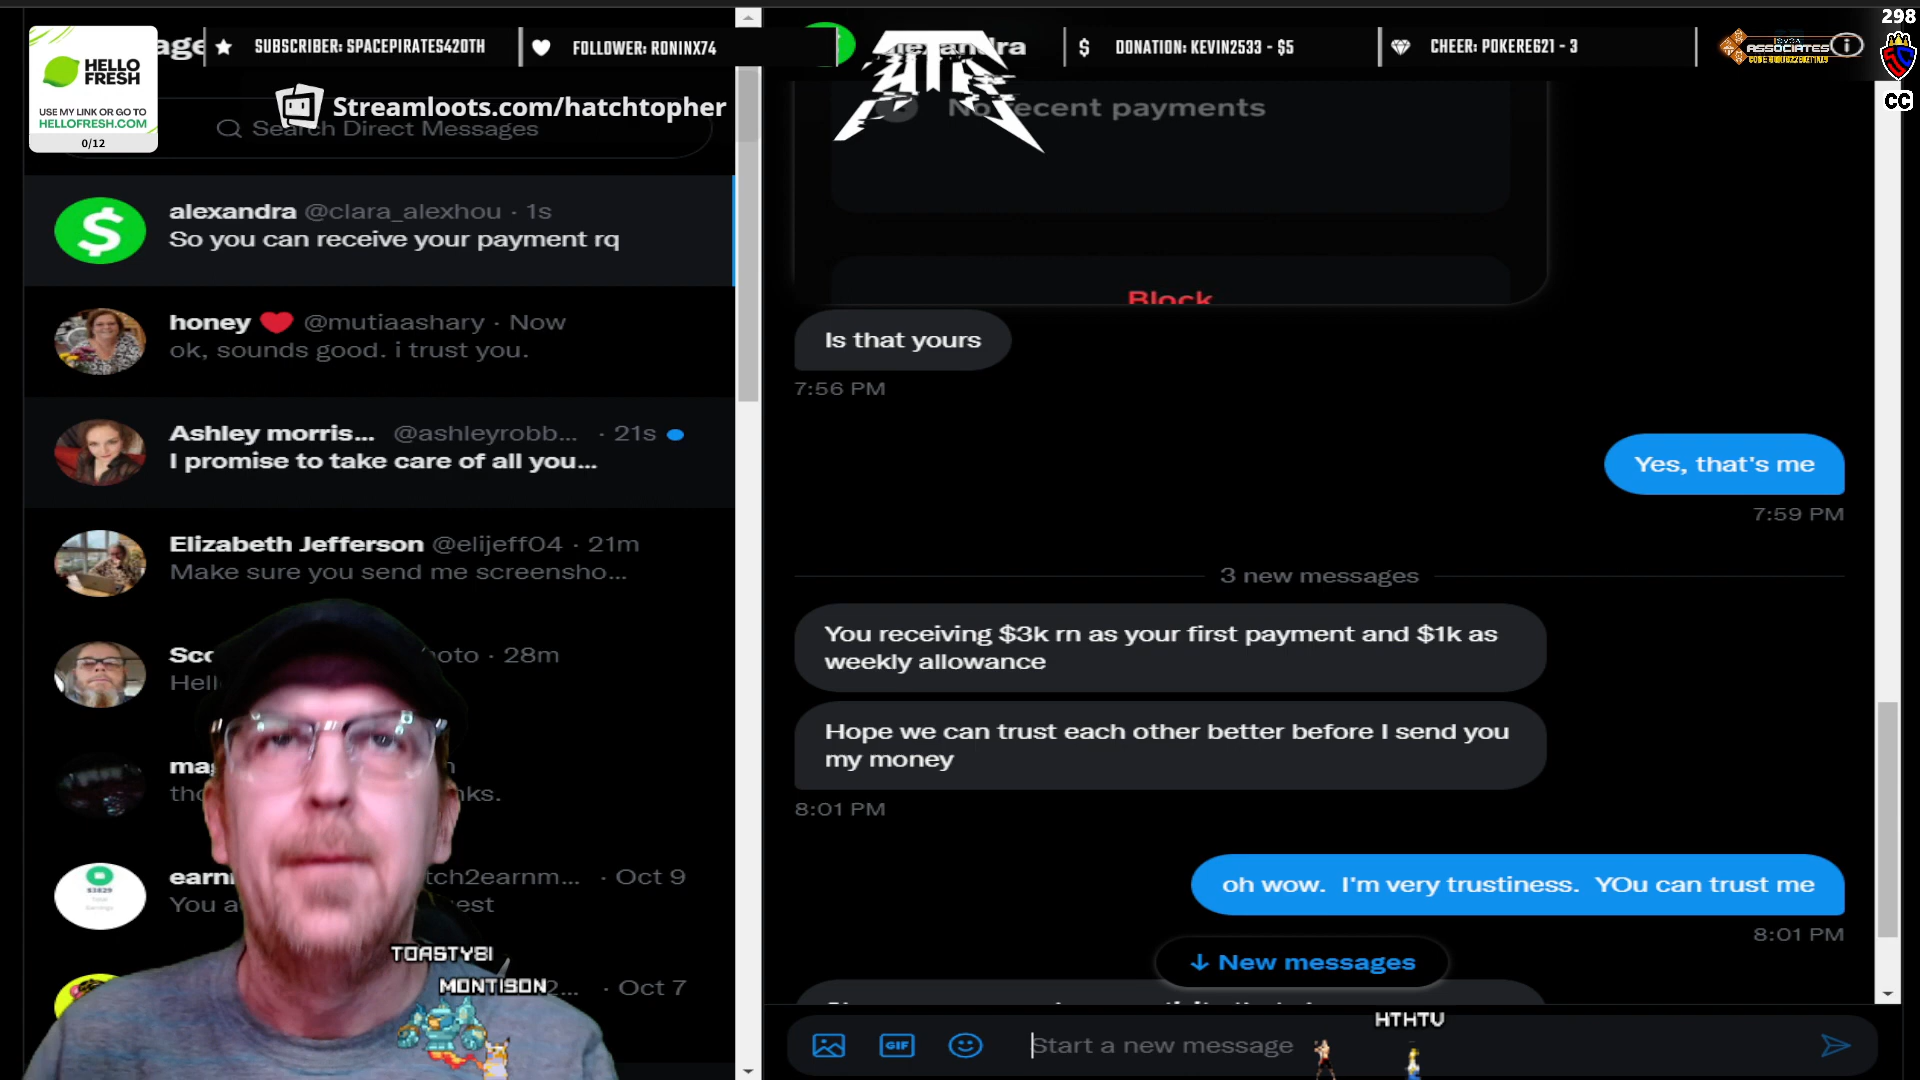 298
HELLO
FRESH
USE MY LINK OR GO TO
HELLOFRESH.COM
0/12
SUBSCRIBER: SPACEPIRATES420TH
FOLLOWER: RONINX74
DONATION: KEVIN2533 - $5
CHEER: POKERE621 - 3
ASSOCIATES
CC
Streamloots.com/hatchtopher
Search Direct Messages
alexandra @clara_alexhou · 1s
So you can receive your payment rq
honey ❤️ @mutiaashary · Now
ok, sounds good. i trust you.
Ashley morris... @ashleyrobb... · 21s
I promise to take care of all you...
Elizabeth Jefferson @elijeff04 · 21m
Make sure you send me screensho...
· 28m
earn
tch2earnm... · Oct 9
You a
est
· Oct 7
TOASTY81
MONTISON
recent payments
Block
Is that yours
7:56 PM
Yes, that's me
7:59 PM
3 new messages
You receiving $3k rn as your first payment and $1k as
weekly allowance
Hope we can trust each other better before I send you
my money
8:01 PM
oh wow. I'm very trustiness. YOu can trust me
8:01 PM
↓ New messages
HTHTV
GIF
Start a new message